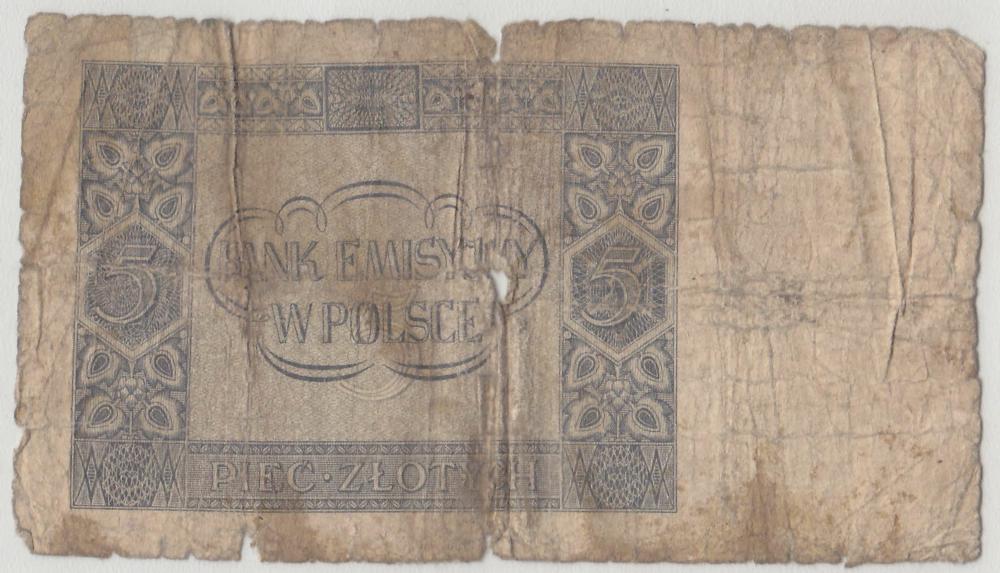 BANK EMISYJNY
5 5
W POLSCE
PIĘĆ · ZŁOTYCH